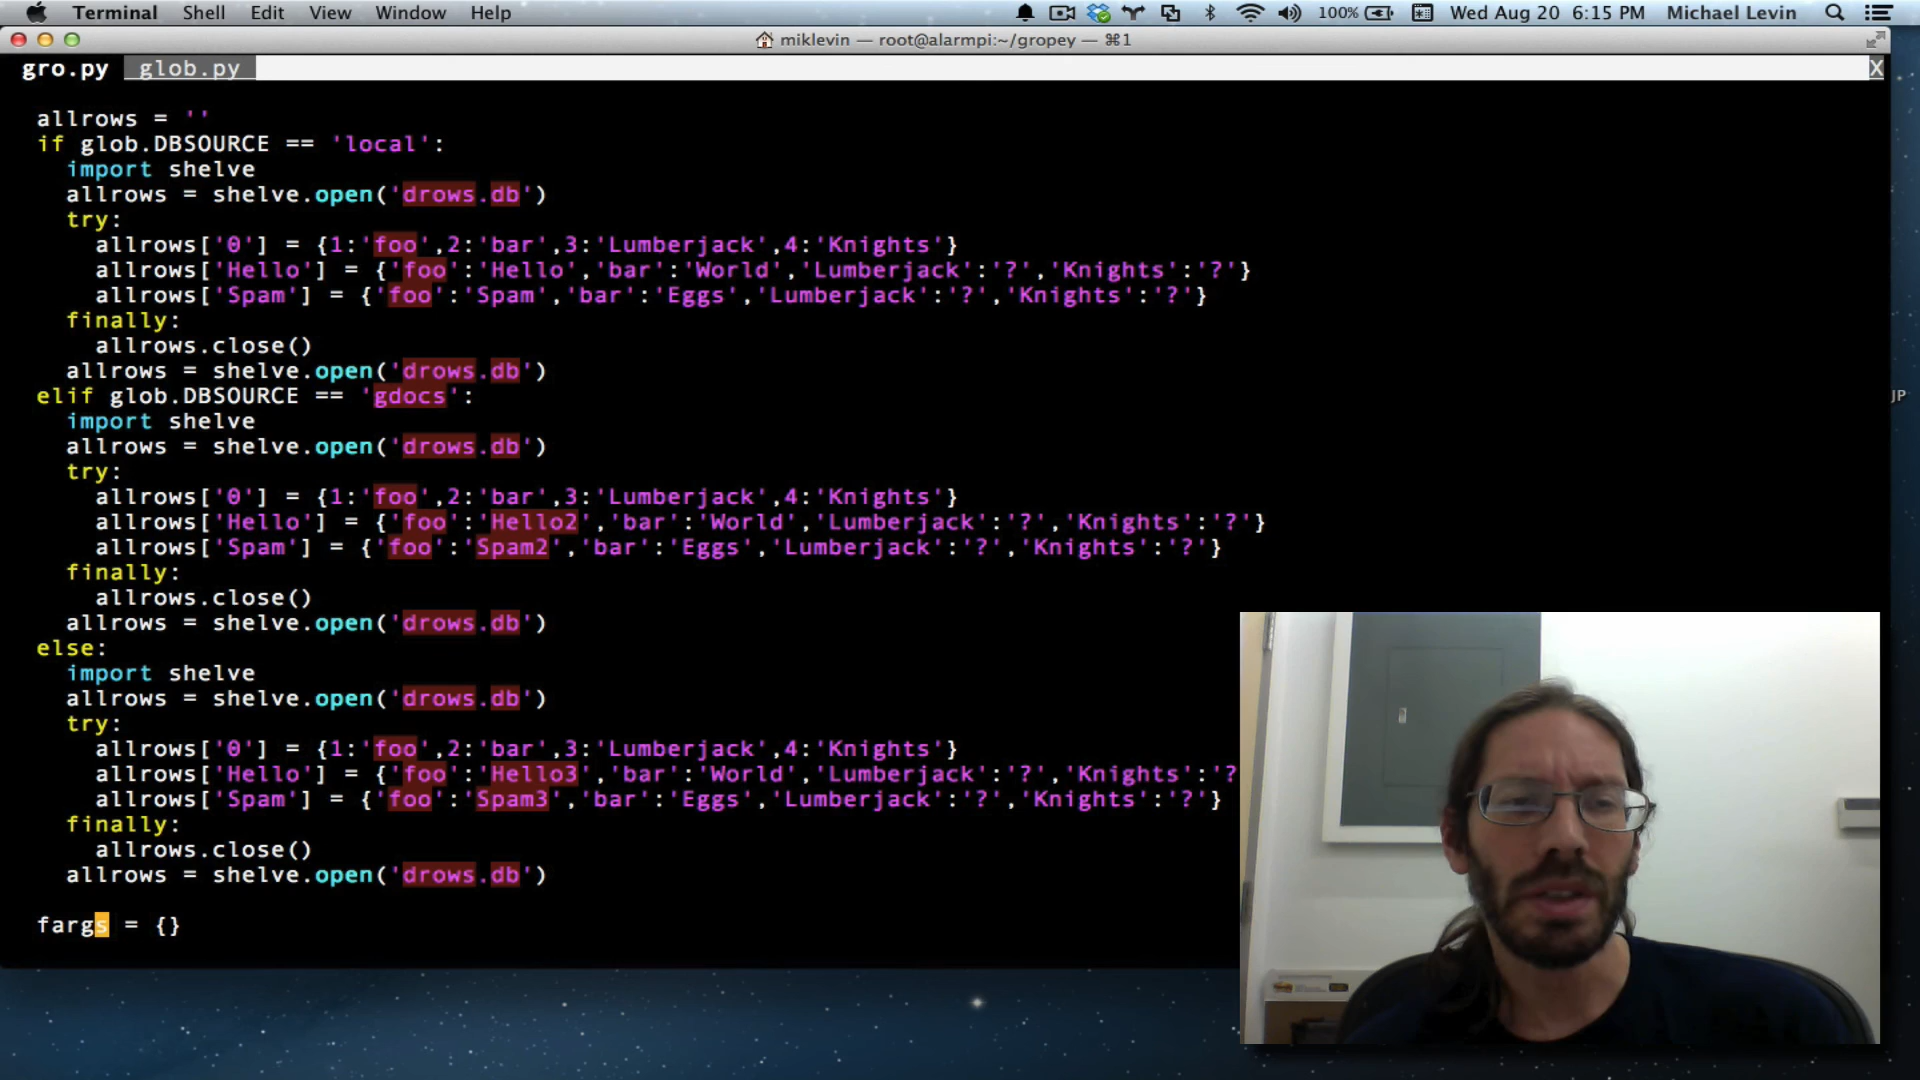 Terminal Shell Edit View Window Help 100% Wed Aug 20 6:15 PM Michael Levin
miklevin — root@alarmpi:~/gropey — ⌘1
gro.py glob.py X
allrows = ''
if glob.DBSOURCE == 'local':
import shelve
allrows = shelve.open('drows.db')
try:
allrows['0'] = {1:'foo',2:'bar',3:'Lumberjack',4:'Knights'}
allrows['Hello'] = {'foo':'Hello','bar':'World','Lumberjack':'?','Knights':'?'}
allrows['Spam'] = {'foo':'Spam','bar':'Eggs','Lumberjack':'?','Knights':'?'}
finally:
allrows.close()
allrows = shelve.open('drows.db')
elif glob.DBSOURCE == 'gdocs':
JP
import shelve
allrows = shelve.open('drows.db')
try:
allrows['0'] = {1:'foo',2:'bar',3:'Lumberjack',4:'Knights'}
allrows['Hello'] = {'foo':'Hello2','bar':'World','Lumberjack':'?','Knights':'?'}
allrows['Spam'] = {'foo':'Spam2','bar':'Eggs','Lumberjack':'?','Knights':'?'}
finally:
allrows.close()
allrows = shelve.open('drows.db')
else:
import shelve
allrows = shelve.open('drows.db')
try:
allrows['0'] = {1:'foo',2:'bar',3:'Lumberjack',4:'Knights'}
allrows['Hello'] = {'foo':'Hello3','bar':'World','Lumberjack':'?','Knights':'?
allrows['Spam'] = {'foo':'Spam3','bar':'Eggs','Lumberjack':'?','Knights':'?'}
finally:
allrows.close()
allrows = shelve.open('drows.db')
fargs = {}